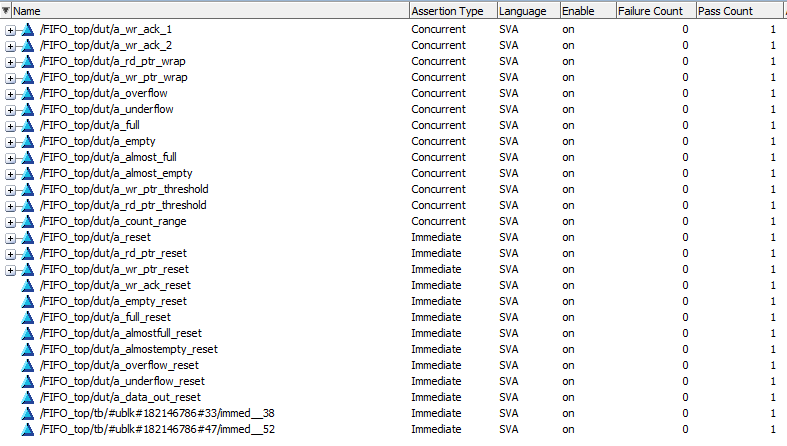 Name Assertion Type Language Enable Failure Count Pass Count
/FIFO_top/dut/a_wr_ack_1 Concurrent SVA on 0 1
/FIFO_top/dut/a_wr_ack_2 Concurrent SVA on 0 1
/FIFO_top/dut/a_rd_ptr_wrap Concurrent SVA on 0 1
/FIFO_top/dut/a_wr_ptr_wrap Concurrent SVA on 0 1
/FIFO_top/dut/a_overflow Concurrent SVA on 0 1
/FIFO_top/dut/a_underflow Concurrent SVA on 0 1
/FIFO_top/dut/a_full Concurrent SVA on 0 1
/FIFO_top/dut/a_empty Concurrent SVA on 0 1
/FIFO_top/dut/a_almost_full Concurrent SVA on 0 1
/FIFO_top/dut/a_almost_empty Concurrent SVA on 0 1
/FIFO_top/dut/a_wr_ptr_threshold Concurrent SVA on 0 1
/FIFO_top/dut/a_rd_ptr_threshold Concurrent SVA on 0 1
/FIFO_top/dut/a_count_range Concurrent SVA on 0 1
/FIFO_top/dut/a_reset Immediate SVA on 0 1
/FIFO_top/dut/a_rd_ptr_reset Immediate SVA on 0 1
/FIFO_top/dut/a_wr_ptr_reset Immediate SVA on 0 1
/FIFO_top/dut/a_wr_ack_reset Immediate SVA on 0 1
/FIFO_top/dut/a_empty_reset Immediate SVA on 0 1
/FIFO_top/dut/a_full_reset Immediate SVA on 0 1
/FIFO_top/dut/a_almostfull_reset Immediate SVA on 0 1
/FIFO_top/dut/a_almostempty_reset Immediate SVA on 0 1
/FIFO_top/dut/a_overflow_reset Immediate SVA on 0 1
/FIFO_top/dut/a_underflow_reset Immediate SVA on 0 1
/FIFO_top/dut/a_data_out_reset Immediate SVA on 0 1
/FIFO_top/tb/#ublk#182146786#33/immed__38 Immediate SVA on 0 1
/FIFO_top/tb/#ublk#182146786#47/immed__52 Immediate SVA on 0 1